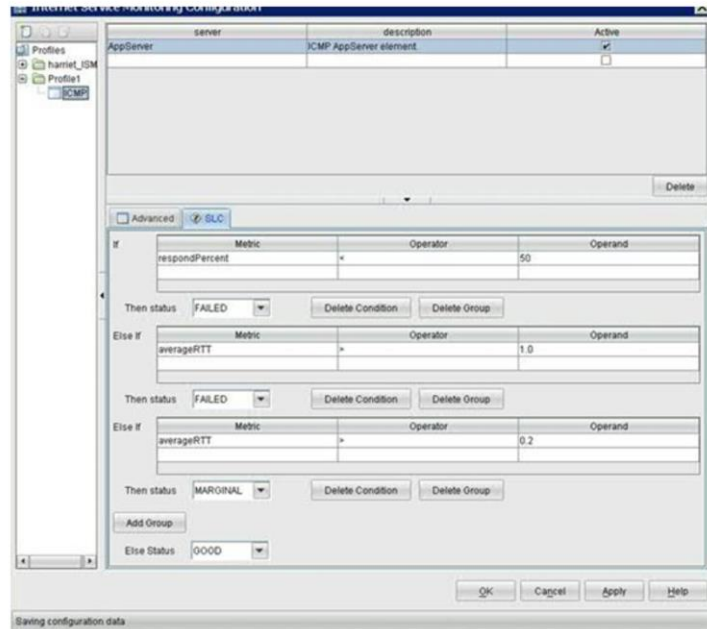 Internet Service Monitoring Configuration
Profiles
harriet_ISM
Profile1
ICMP
server description Active
AppServer ICMP AppServer element.
Delete
Advanced SLC
If
Metric Operator Operand
respondPercent < 50
Then status FAILED Delete Condition Delete Group
Else If
Metric Operator Operand
averageRTT > 1.0
Then status FAILED Delete Condition Delete Group
Else If
Metric Operator Operand
averageRTT > 0.2
Then status MARGINAL Delete Condition Delete Group
Add Group
Else Status GOOD
OK Cancel Apply Help
Saving configuration data